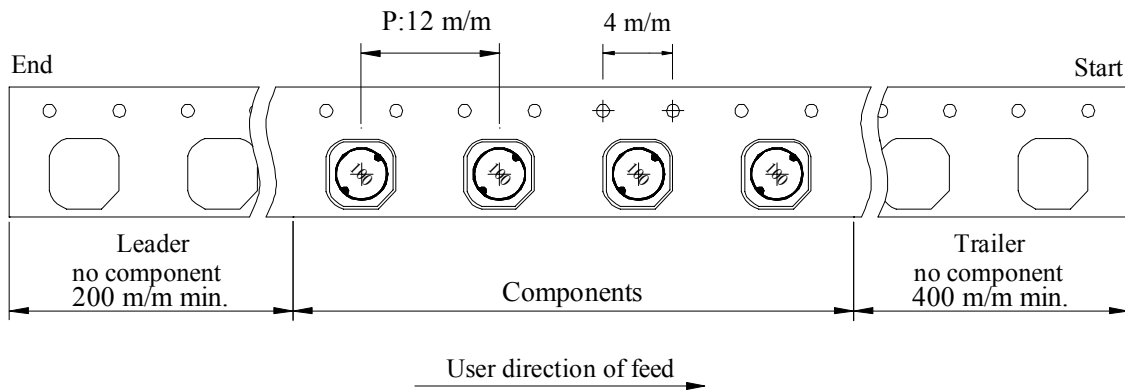 P:12 m/m
4 m/m
End
Start
Leader
no component
200 m/m min.
Components
Trailer
no component
400 m/m min.
User direction of feed